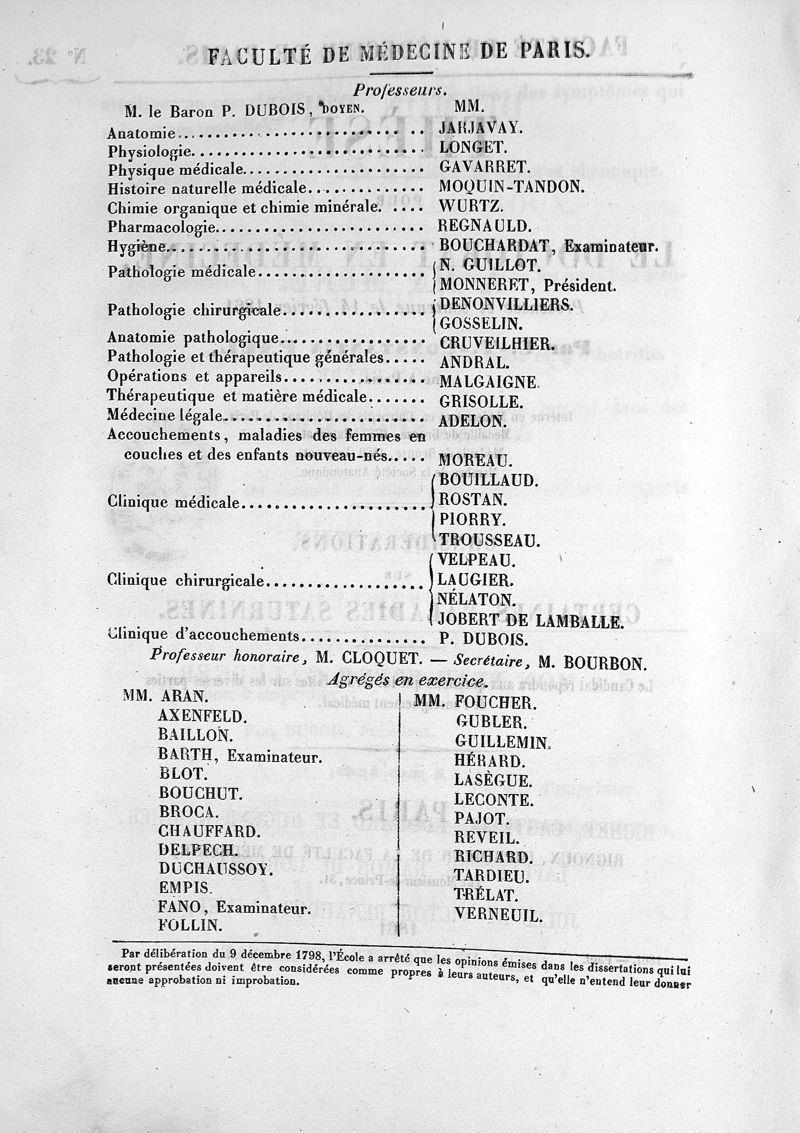 FACULTÉ DE MÉDECINE DE PARIS.
Professeurs.
M. le Baron P. DUBOIS, DOYEN. MM.
Anatomie JARJAVAY.
Physiologie LONGET.
Physique médicale GAVARRET.
Histoire naturelle médicale MOQUIN-TANDON.
Chimie organique et chimie minérale. WURTZ.
Pharmacologie REGNAULD.
Hygiène BOUCHARDAT, Examinateur.
Pathologie médicale N. GUILLOT.
MONNERET, Président.
Pathologie chirurgicale DENONVILLIERS.
GOSSELIN.
Anatomie pathologique CRUVEILHIER.
Pathologie et thérapeutique générales ANDRAL.
Opérations et appareils MALGAIGNE.
Thérapeutique et matière médicale GRISOLLE.
Médecine légale ADELON.
Accouchements, maladies des femmes en
couches et des enfants nouveau-nés MOREAU.
Clinique médicale BOUILLAUD.
ROSTAN.
PIORRY.
TROUSSEAU.
Clinique chirurgicale VELPEAU.
LAUGIER.
NÉLATON.
JOBERT DE LAMBALLE.
Clinique d'accouchements P. DUBOIS.
Professeur honoraire, M. CLOQUET. — Secrétaire, M. BOURBON.
Agrégés en exercice.
MM. ARAN.
AXENFELD.
BAILLON.
BARTH, Examinateur.
BLOT.
BOUCHUT.
BROCA.
CHAUFFARD.
DELPECH.
DUCHAUSSOY.
EMPIS.
FANO, Examinateur.
FOLLIN.
MM. FOUCHER.
GUBLER.
GUILLEMIN.
HÉRARD.
LASÈGUE.
LECONTE.
PAJOT.
REVEIL.
RICHARD.
TARDIEU.
TRÉLAT.
VERNEUIL.
Par délibération du 9 décembre 1798, l'École a arrêté que les opinions émises dans les dissertations qui lui
seront présentées doivent être considérées comme propres à leurs auteurs, et qu'elle n'entend leur donner
aucune approbation ni improbation.